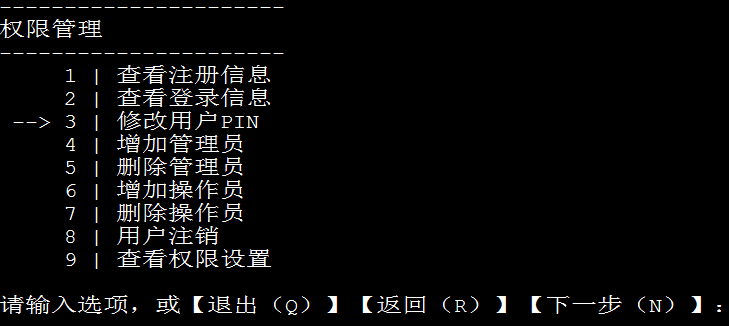 ----------------------
权限管理
----------------------
1 | 查看注册信息
2 | 查看登录信息
--> 3 | 修改用户PIN
4 | 增加管理员
5 | 删除管理员
6 | 增加操作员
7 | 删除操作员
8 | 用户注销
9 | 查看权限设置
请输入选项，或【退出（Q）】【返回（R）】【下一步（N）】：